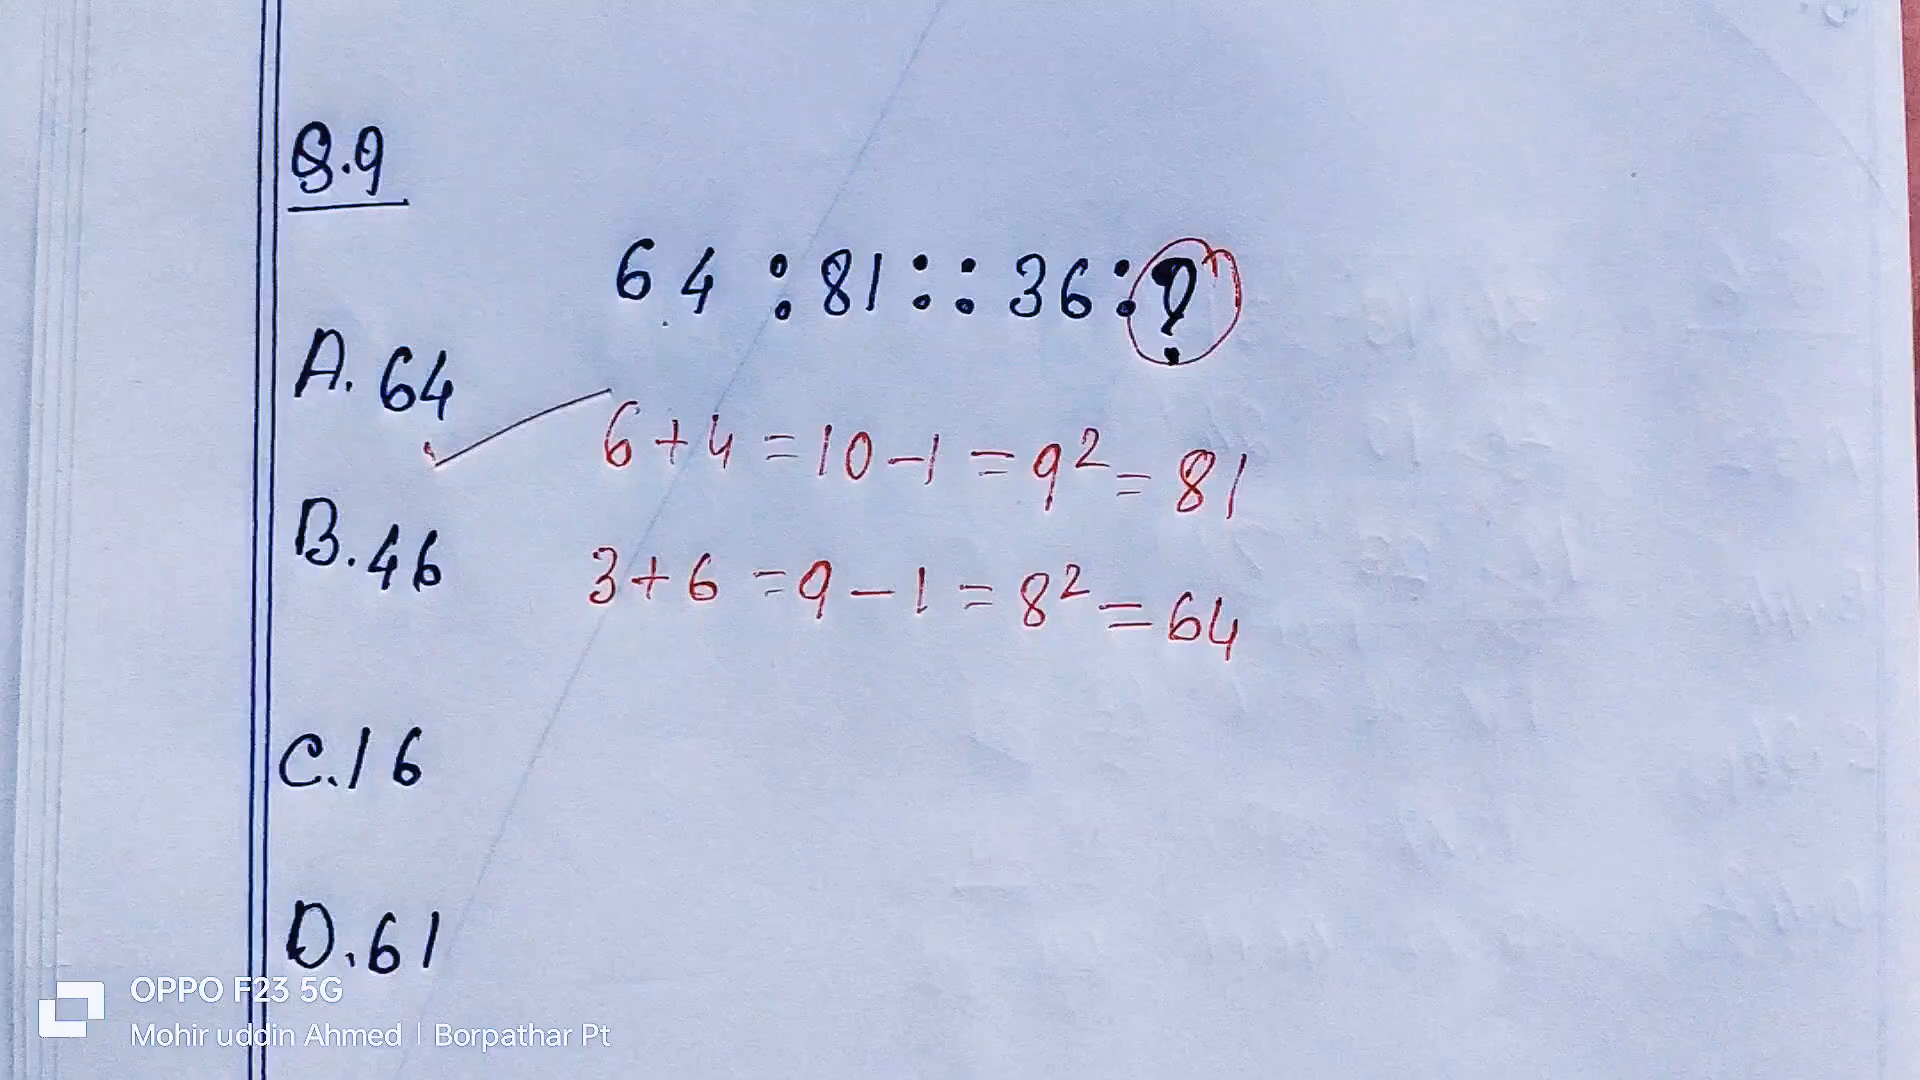 Q.9
64 : 81 :: 36 : ?
A. 64
6 + 4 = 10 - 1 = 9² = 81
B. 46
3 + 6 = 9 - 1 = 8² = 64
C. 16
D. 61
OPPO F23 5G
Mohir uddin Ahmed | Borpathar Pt